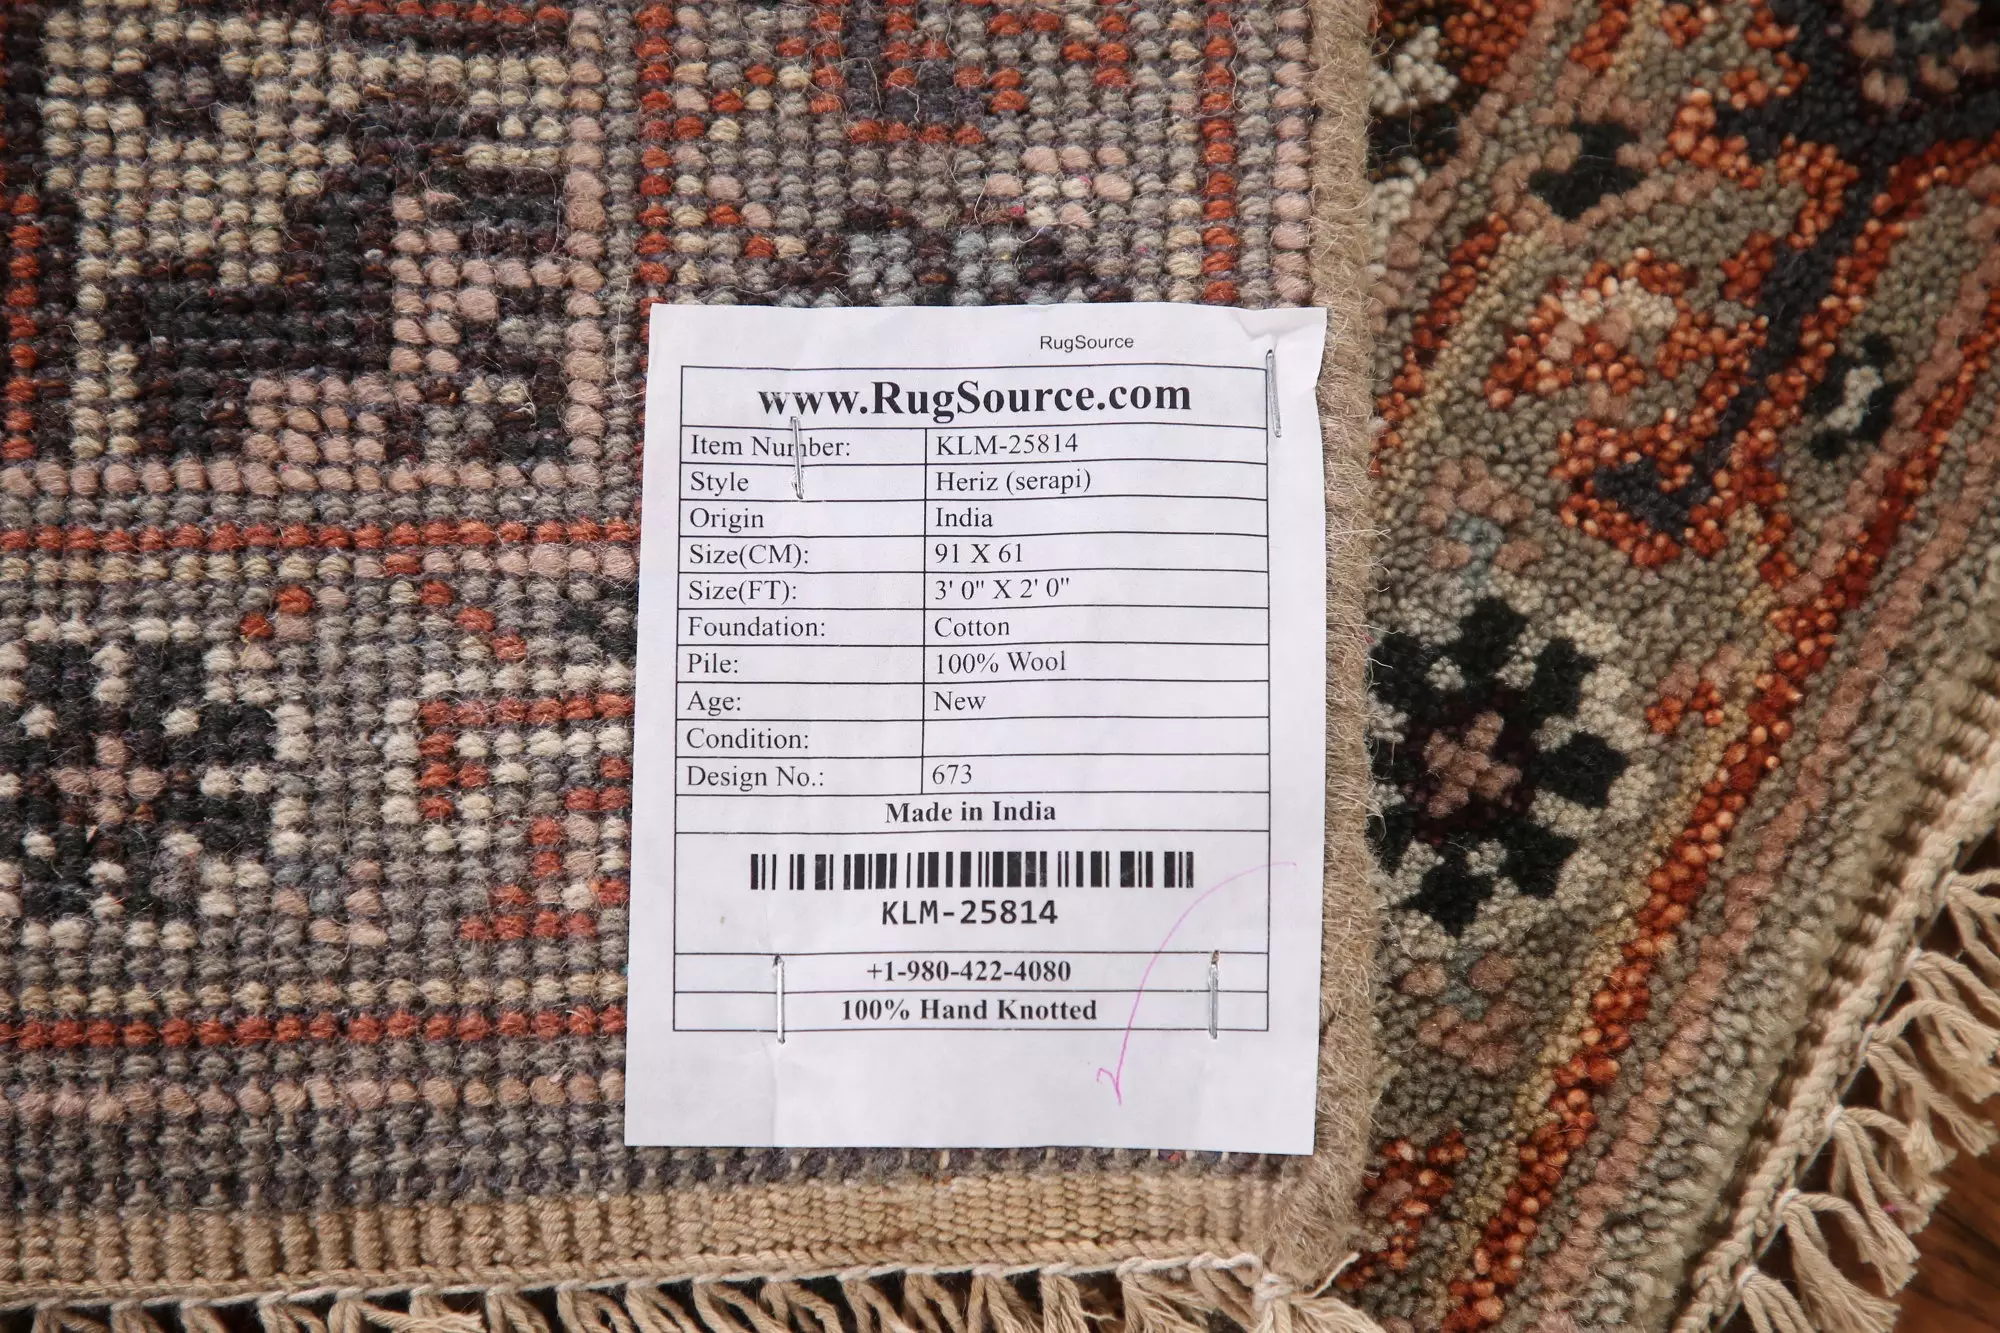 RugSource
www.RugSource.com
Item Number: KLM-25814
Style Heriz (serapi)
Origin India
Size(CM): 91 X 61
Size(FT): 3' 0" X 2' 0"
Foundation: Cotton
Pile: 100% Wool
Age: New
Condition:
Design No.: 673
Made in India
KLM-25814
+1-980-422-4080
100% Hand Knotted